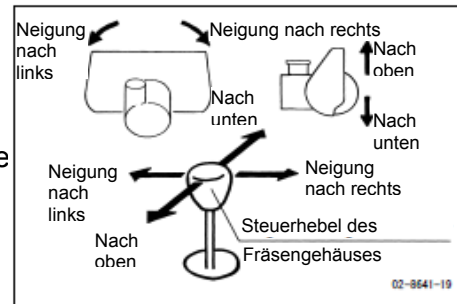 Neigung
nach
links
Neigung nach rechts
Nach
oben
Nach
unten
Nach
unten
e
Neigung
nach
links
Neigung
nach rechts
Nach
oben
Steuerhebel des
Fräsengehäuses
02-8641-19